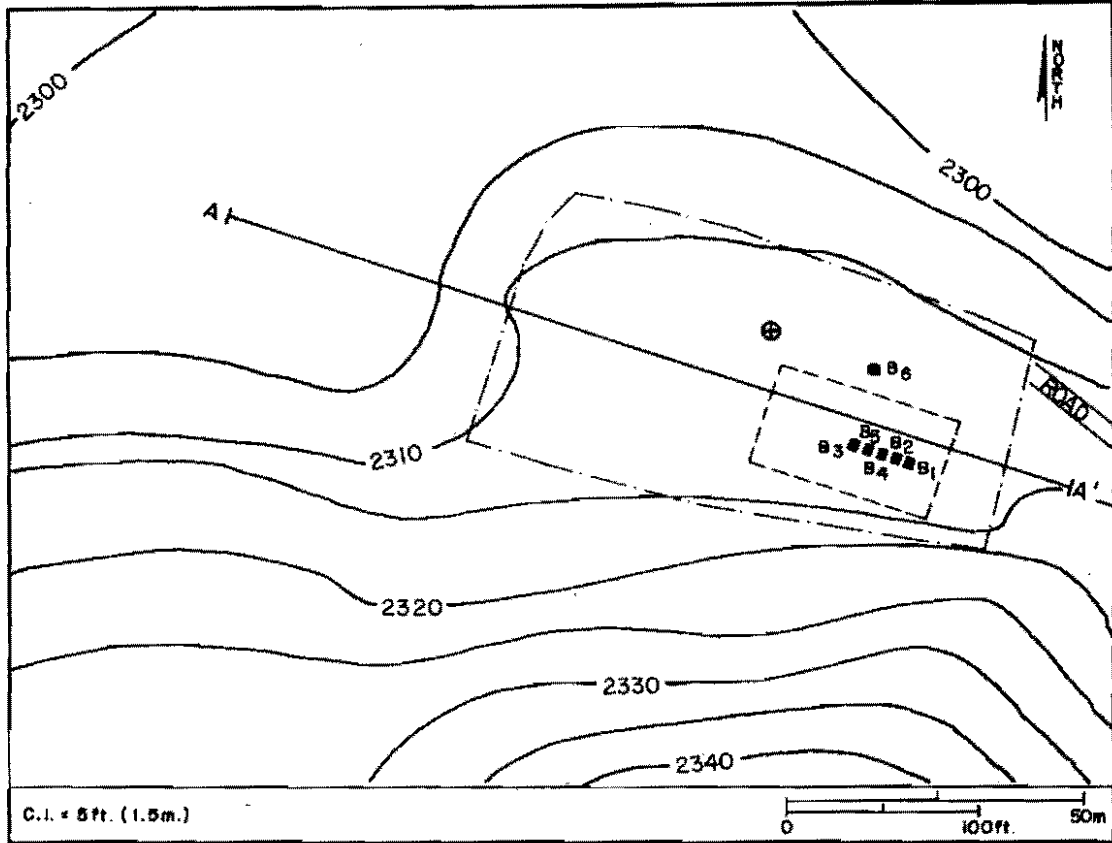 NORTH
2300
2300
A
B6
ROAD
B5
B2
B3
B1
B4
2310
A'
2320
2330
2340
C.I. = 5ft. (1.5m.)
50m
0
100ft.